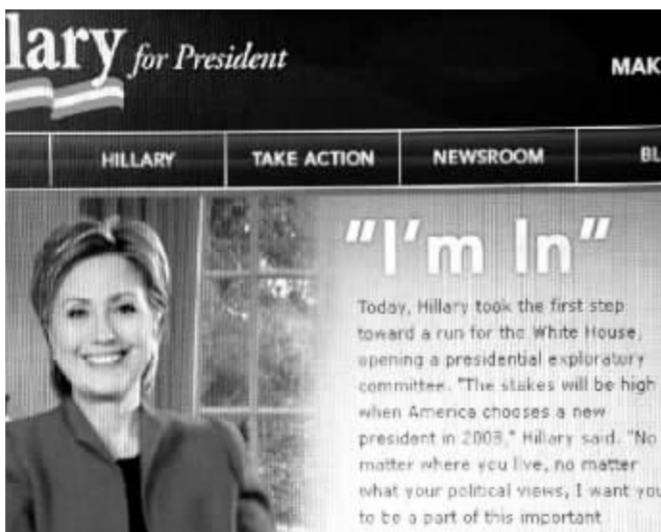 lary for President
MAK
HILLARY
TAKE ACTION
NEWSROOM
BL
"I'm In"
Today, Hillary took the first step
toward a run for the White House,
opening a presidential exploratory
committee. "The stakes will be high
when America chooses a new
president in 2008," Hillary said. "No
matter where you live, no matter
what your political views, I want you
to be a part of this important